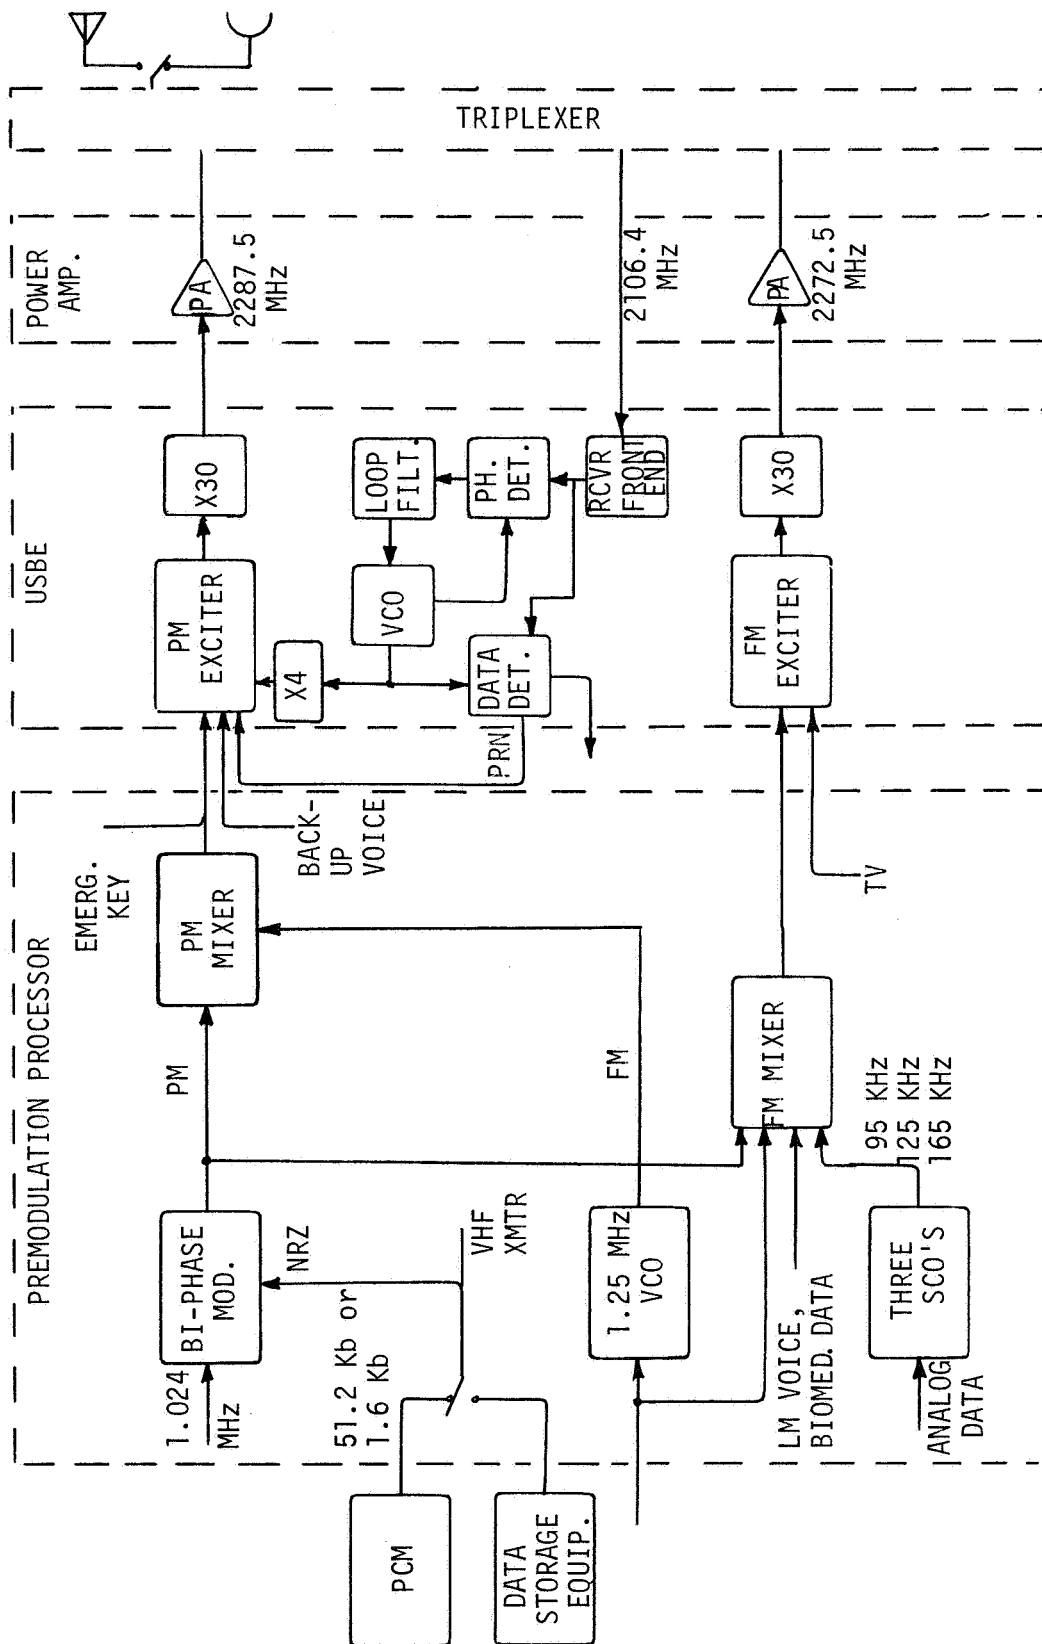 PREMODULATION PROCESSOR
USBE
POWER
AMP.
TRIPLEXER
EMERG.
KEY
1.024
MHz
BI-PHASE
MOD.
PM
PM
MIXER
PM
EXCITER
X30
PA
2287.5
MHz
NRZ
BACK-
UP
VOICE
X4
PCM
51.2 Kb or
1.6 Kb
VHF
XMTR
PRN
VCO
LOOP
FILT.
DATA
DET.
PH.
DET.
DATA
STORAGE
EQUIP.
1.25 MHz
VCO
FM
RCVR
FRONT
END
2106.4
MHz
LM VOICE,
BIOMED. DATA
FM MIXER
TV
FM
EXCITER
X30
PA
2272.5
MHz
ANALOG
DATA
THREE
SCO'S
95 KHz
125 KHz
165 KHz